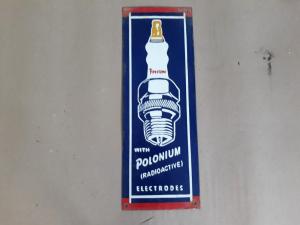 Firestone
WITH
POLONIUM
(RADIOACTIVE)
ELECTRODES